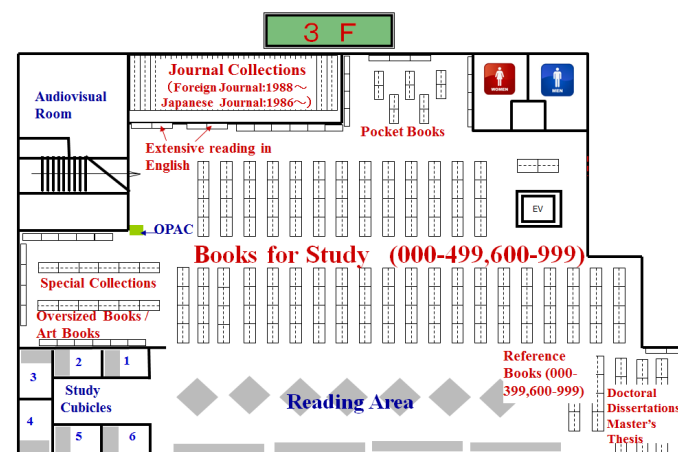 3 F
Journal Collections
(Foreign Journal:1988～
Japanese Journal:1986～)
Audiovisual
Room
WOMEN
MEN
Pocket Books
Extensive reading in
English
EV
OPAC
Books for Study (000-499,600-999)
Special Collections
Oversized Books /
Art Books
Reference
Books (000-
399,600-999)
2
1
3
Study
Cubicles
Reading Area
Doctoral
Dissertations
Master's
Thesis
4
5
6